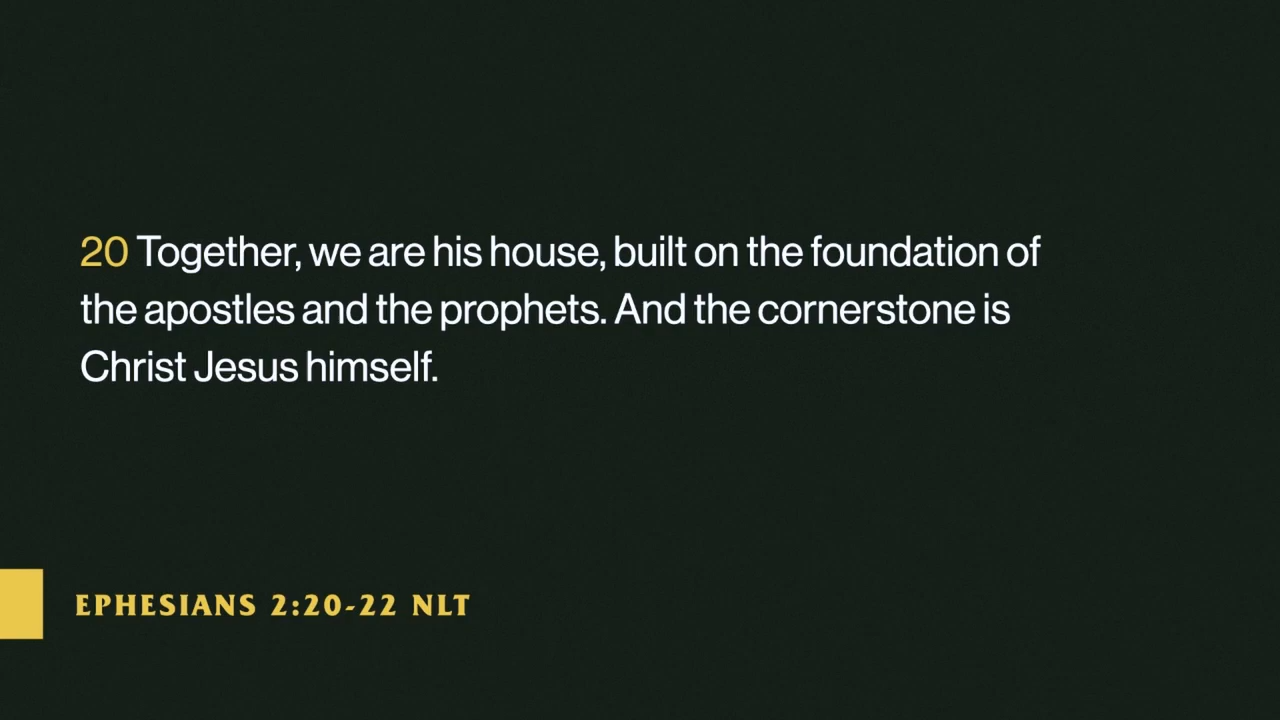 20 Together, we are his house, built on the foundation of
the apostles and the prophets. And the cornerstone is
Christ Jesus himself.
EPHESIANS 2:20-22 NLT